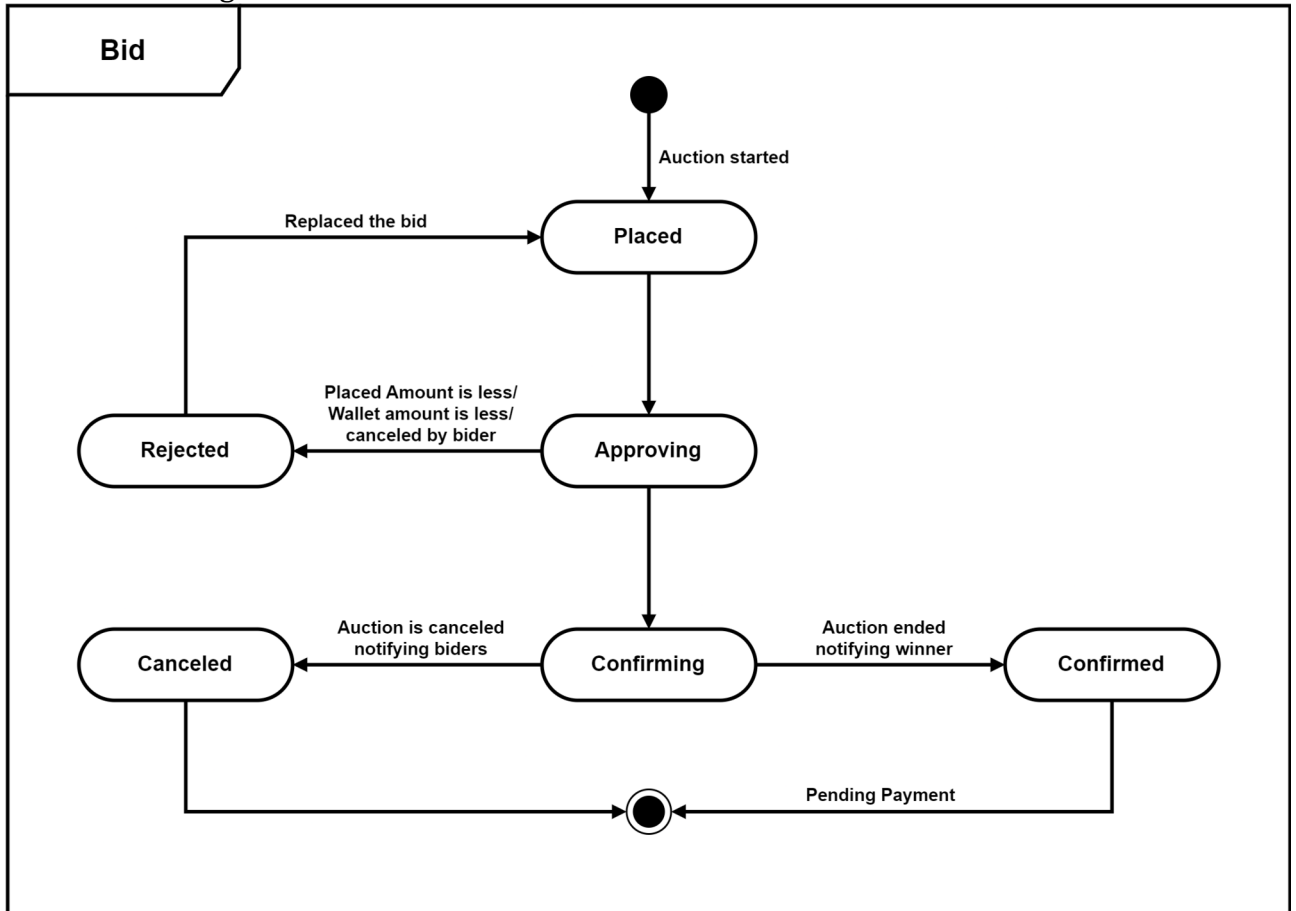 Bid
Auction started
Replaced the bid
Placed
Placed Amount is less/
Wallet amount is less/
canceled by bider
Rejected
Approving
Auction is canceled
notifying biders
Auction ended
notifying winner
Canceled
Confirming
Confirmed
Pending Payment